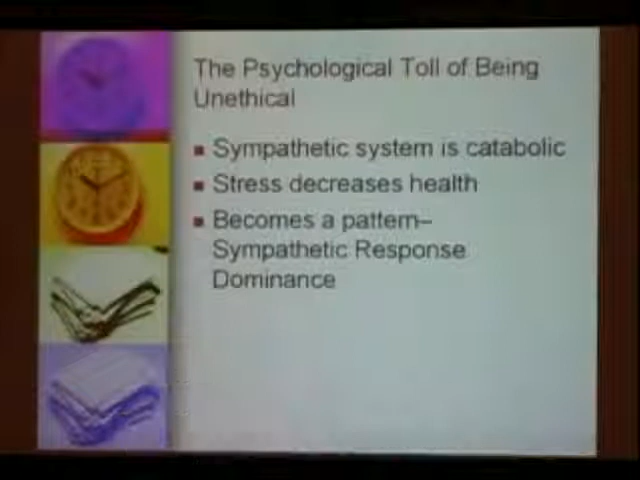 The Psychological Toll of Being
Unethical
Sympathetic system is catabolic
Stress decreases health
Becomes a pattern–
Sympathetic Response
Dominance